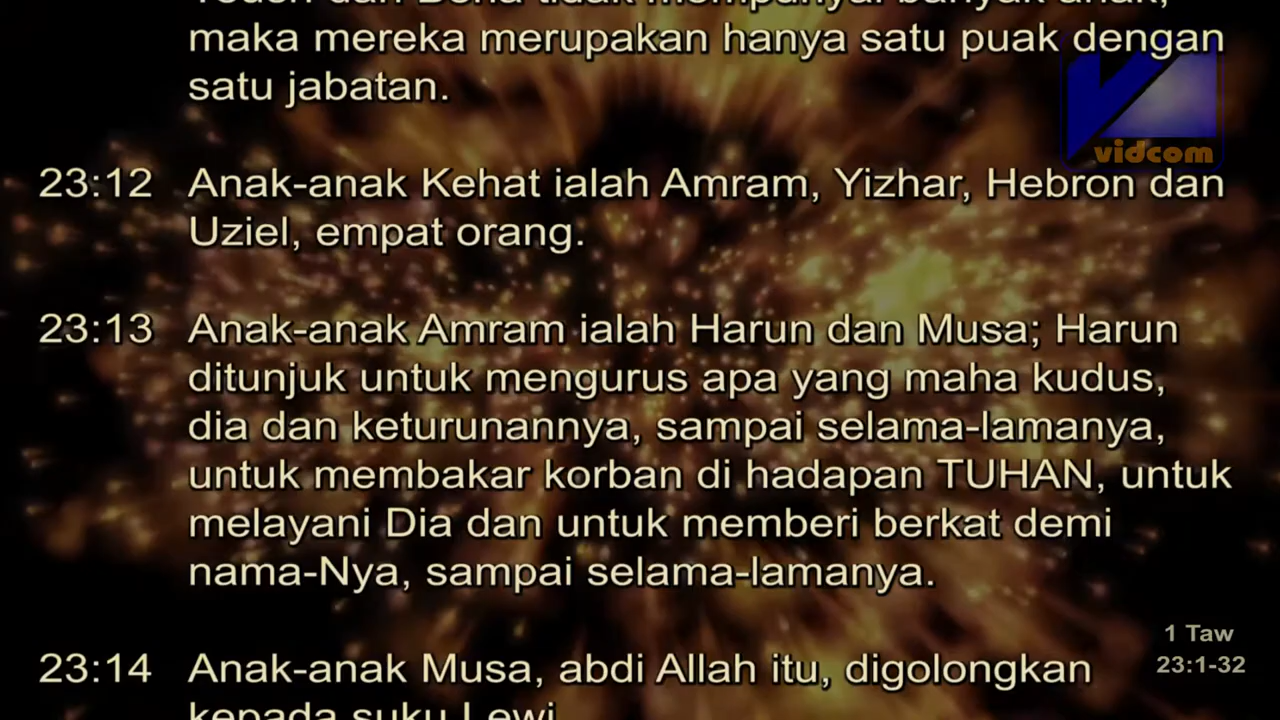 maka mereka merupakan hanya satu puak dengan
satu jabatan.
vidcom
23:12 Anak-anak Kehat ialah Amram, Yizhar, Hebron dan
Uziel, empat orang.
23:13 Anak-anak Amram ialah Harun dan Musa; Harun
ditunjuk untuk mengurus apa yang maha kudus,
dia dan keturunannya, sampai selama-lamanya,
untuk membakar korban di hadapan TUHAN, untuk
melayani Dia dan untuk memberi berkat demi
nama-Nya, sampai selama-lamanya.
1 Taw
23:1-32
23:14 Anak-anak Musa, abdi Allah itu, digolongkan
kepada suku Lewi.